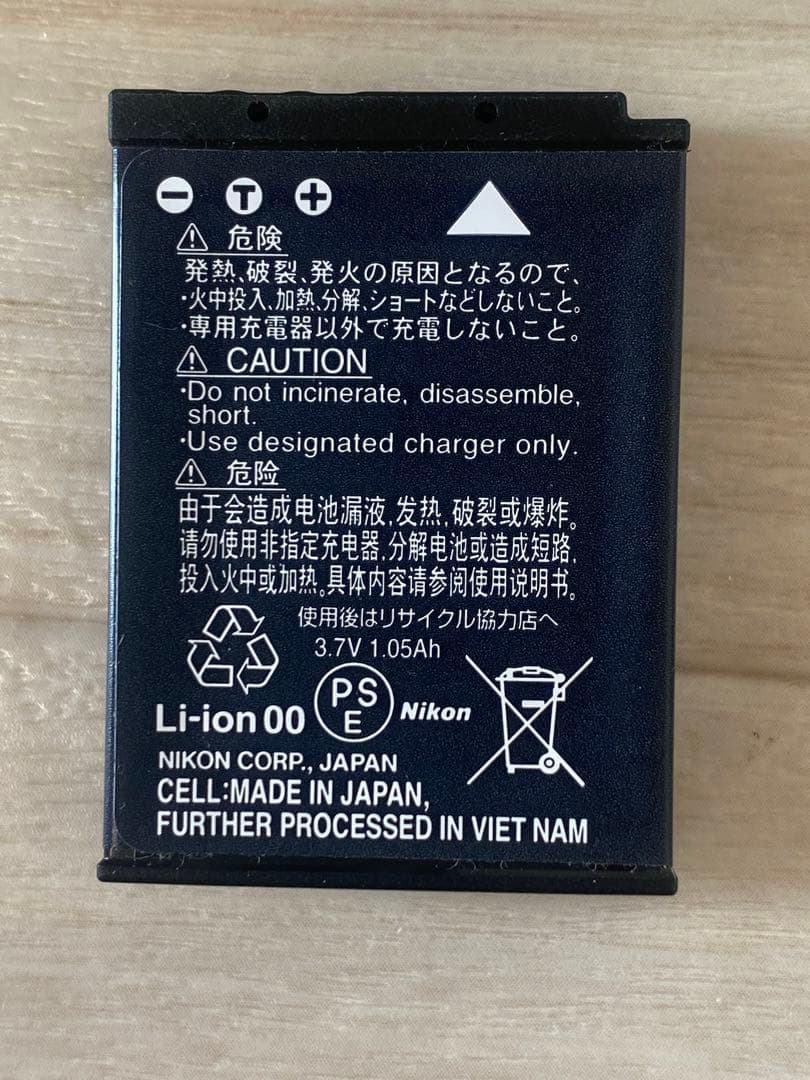 − T +
⚠ 危険
発熱、破裂、発火の原因となるので、
・火中投入、加熱、分解、ショートなどしないこと。
・専用充電器以外で充電しないこと。
⚠ CAUTION
·Do not incinerate, disassemble,
short.
·Use designated charger only.
⚠ 危险
由于会造成电池漏液,发热,破裂或爆炸。
请勿使用非指定充电器,分解电池或造成短路,
投入火中或加热。具体内容请参阅使用说明书。
使用後はリサイクル協力店へ
3.7V 1.05Ah
Li-ion 00
PS
E
Nikon
NIKON CORP., JAPAN
CELL:MADE IN JAPAN,
FURTHER PROCESSED IN VIET NAM